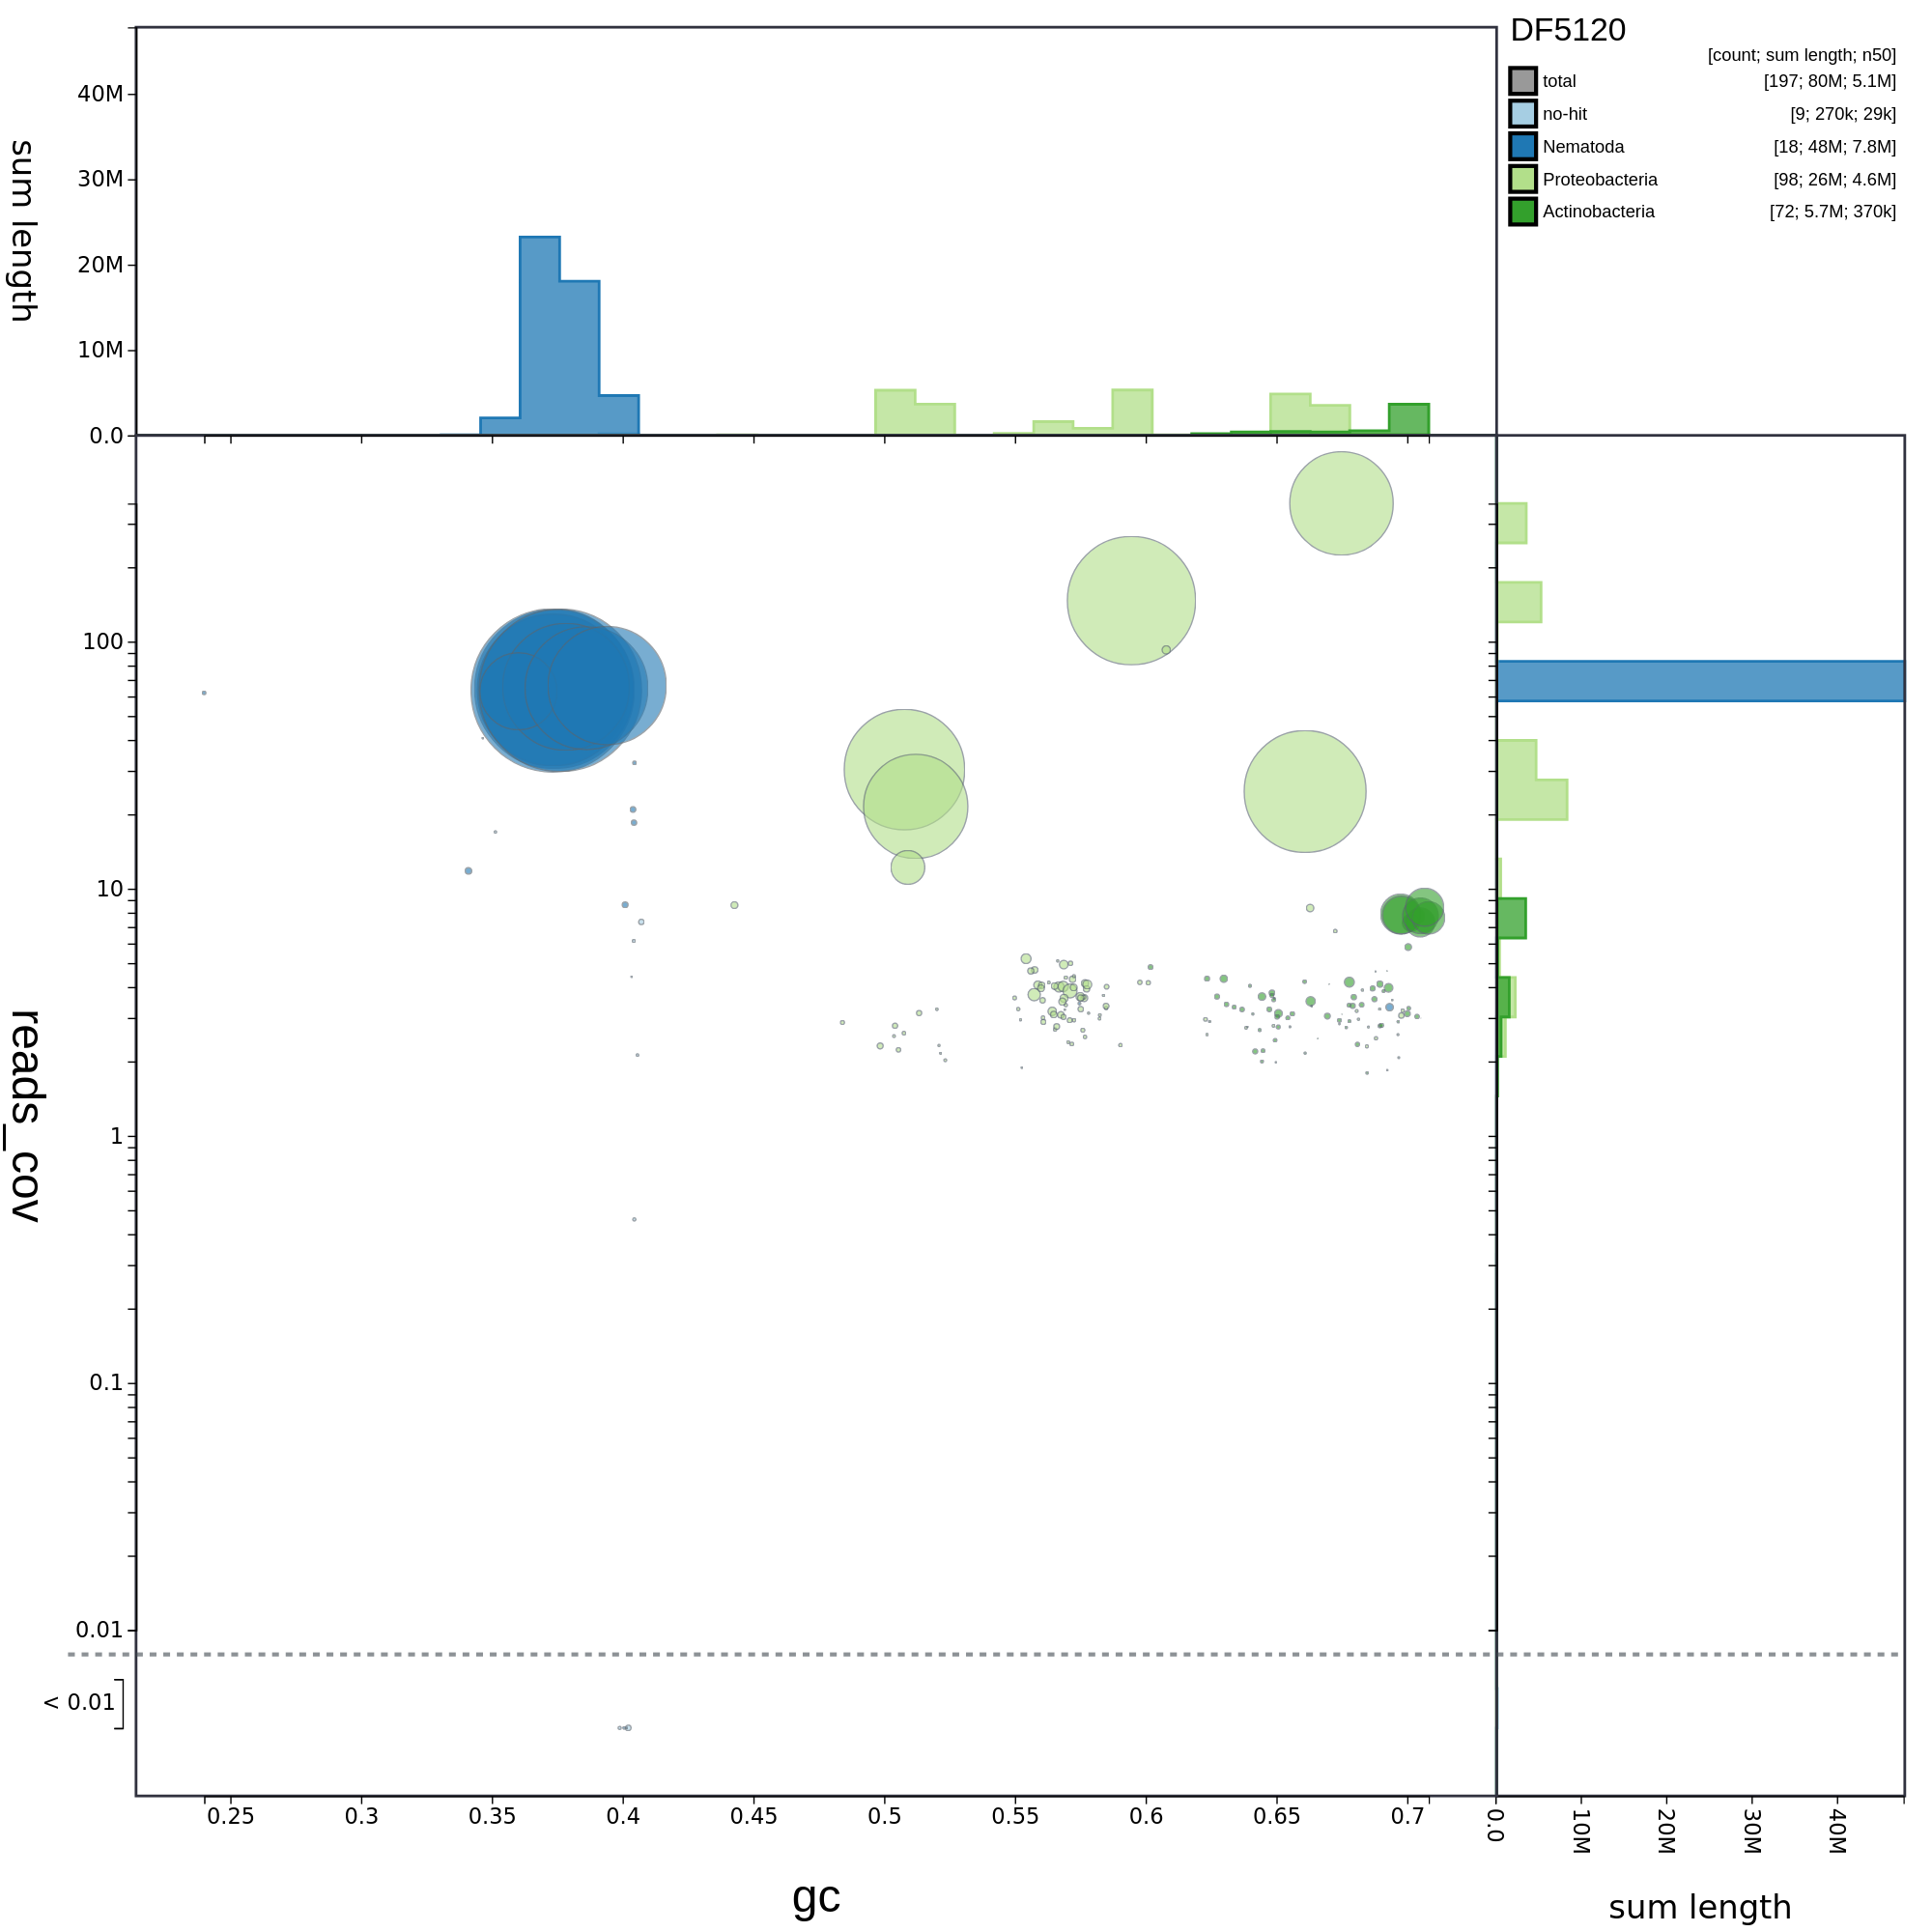 DF5120
[count; sum length; n50]
total [197; 80M; 5.1M]
no-hit [9; 270k; 29k]
Nematoda [18; 48M; 7.8M]
Proteobacteria [98; 26M; 4.6M]
Actinobacteria [72; 5.7M; 370k]
sum length
40M
30M
20M
10M
0.0
reads_cov
100
10
1
0.1
0.01
< 0.01
0.25 0.3 0.35 0.4 0.45 0.5 0.55 0.6 0.65 0.7
gc
0.0 10M 20M 30M 40M
sum length